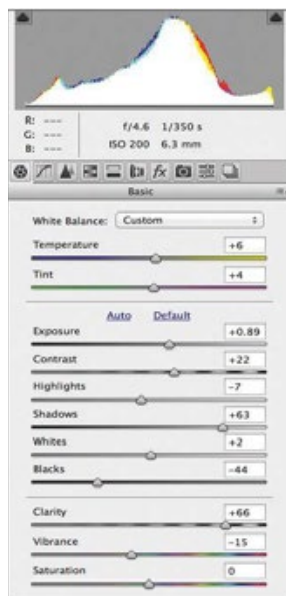 R: ---
G: ---
B: ---
f/4.6 1/350 s
ISO 200 6.3 mm
fx
Basic
White Balance: Custom
Temperature +6
Tint +4
Auto Default
Exposure +0.89
Contrast +22
Highlights -7
Shadows +63
Whites +2
Blacks -44
Clarity +66
Vibrance -15
Saturation 0